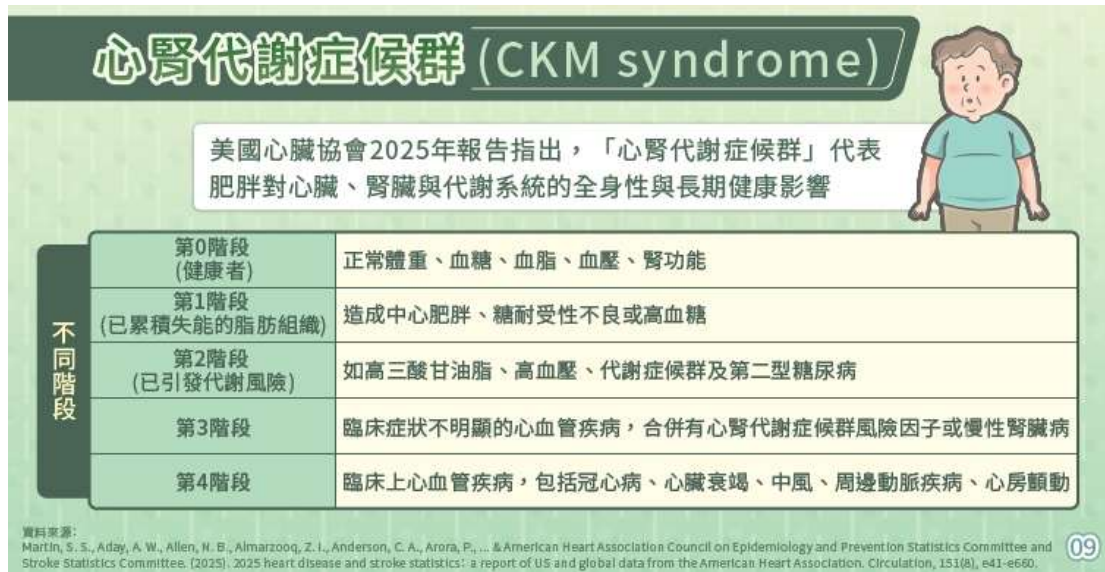 心腎代謝症候群 (CKM syndrome)
美國心臟協會2025年報告指出，「心腎代謝症候群」代表
肥胖對心臟、腎臟與代謝系統的全身性與長期健康影響
不同階段
第0階段
(健康者)
正常體重、血糖、血脂、血壓、腎功能
第1階段
(已累積失能的脂肪組織)
造成中心肥胖、糖耐受性不良或高血糖
第2階段
(已引發代謝風險)
如高三酸甘油脂、高血壓、代謝症候群及第二型糖尿病
第3階段
臨床症狀不明顯的心血管疾病，合併有心腎代謝症候群風險因子或慢性腎臟病
第4階段
臨床上心血管疾病，包括冠心病、心臟衰竭、中風、周邊動脈疾病、心房顫動
資料來源：
Martin, S. S., Aday, A. W., Allen, N. B., Almarzooq, Z. I., Anderson, C. A., Arora, P., ... & American Heart Association Council on Epidemiology and Prevention Statistics Committee and
Stroke Statistics Committee. (2025). 2025 heart disease and stroke statistics: a report of US and global data from the American Heart Association. Circulation, 151(8), e41-e660.
09